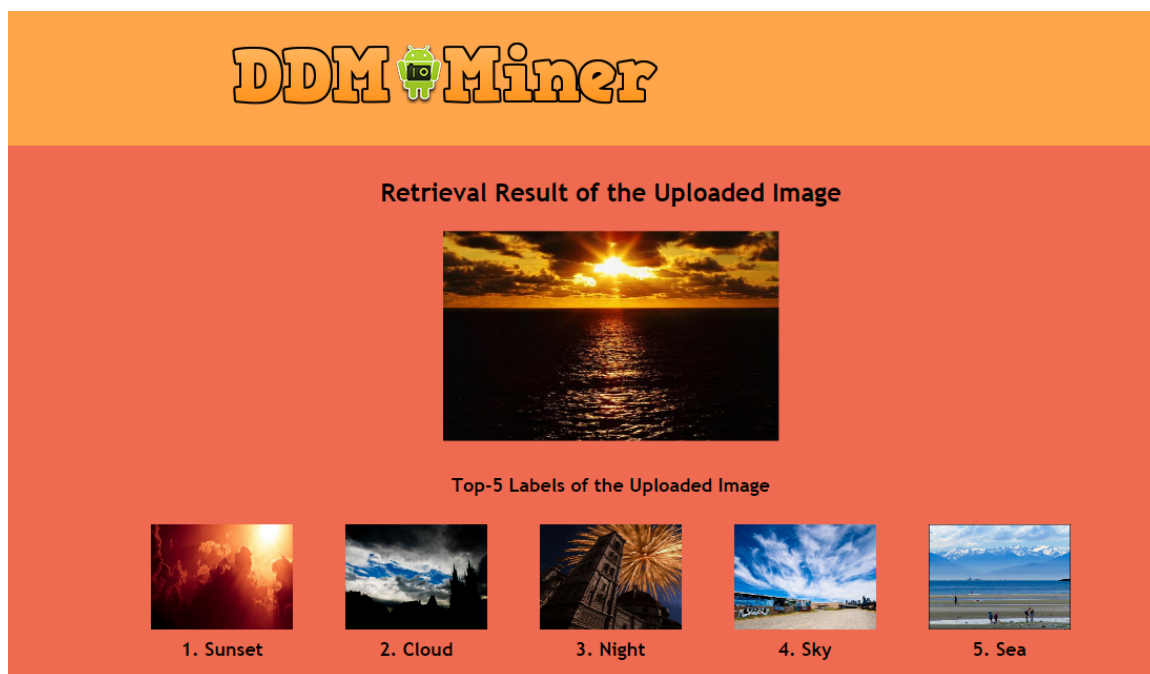 DDM Miner
Retrieval Result of the Uploaded Image
Top-5 Labels of the Uploaded Image
1. Sunset
2. Cloud
3. Night
4. Sky
5. Sea